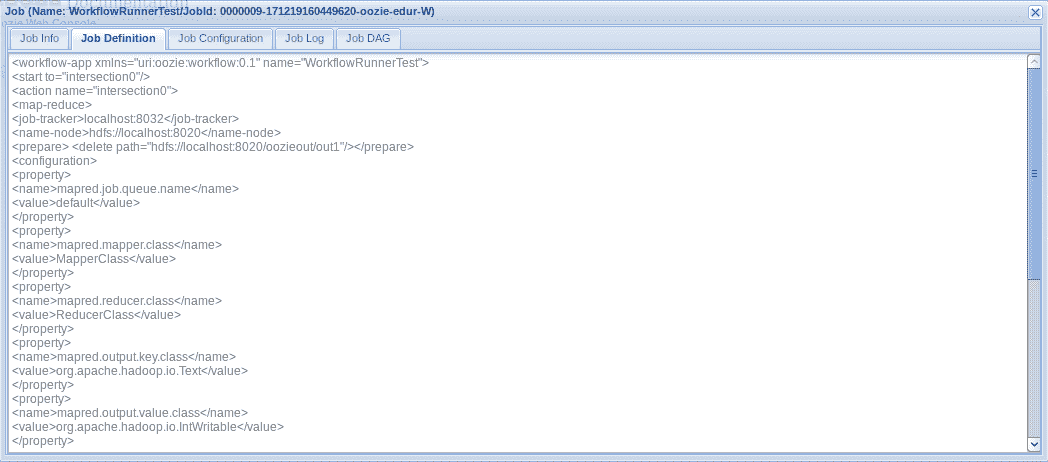 Documentation
Oozie Web Console
Job (Name: WorkflowRunnerTest/JobId: 0000009-171219160449620-oozie-edur-W)
Job Info Job Definition Job Configuration Job Log Job DAG
<workflow-app xmlns="uri:oozie:workflow:0.1" name="WorkflowRunnerTest">
<start to="intersection0"/>
<action name="intersection0">
<map-reduce>
<job-tracker>localhost:8032</job-tracker>
<name-node>hdfs://localhost:8020</name-node>
<prepare> <delete path="hdfs://localhost:8020/oozieout/out1"/></prepare>
<configuration>
<property>
<name>mapred.job.queue.name</name>
<value>default</value>
</property>
<property>
<name>mapred.mapper.class</name>
<value>MapperClass</value>
</property>
<property>
<name>mapred.reducer.class</name>
<value>ReducerClass</value>
</property>
<property>
<name>mapred.output.key.class</name>
<value>org.apache.hadoop.io.Text</value>
</property>
<property>
<name>mapred.output.value.class</name>
<value>org.apache.hadoop.io.IntWritable</value>
</property>